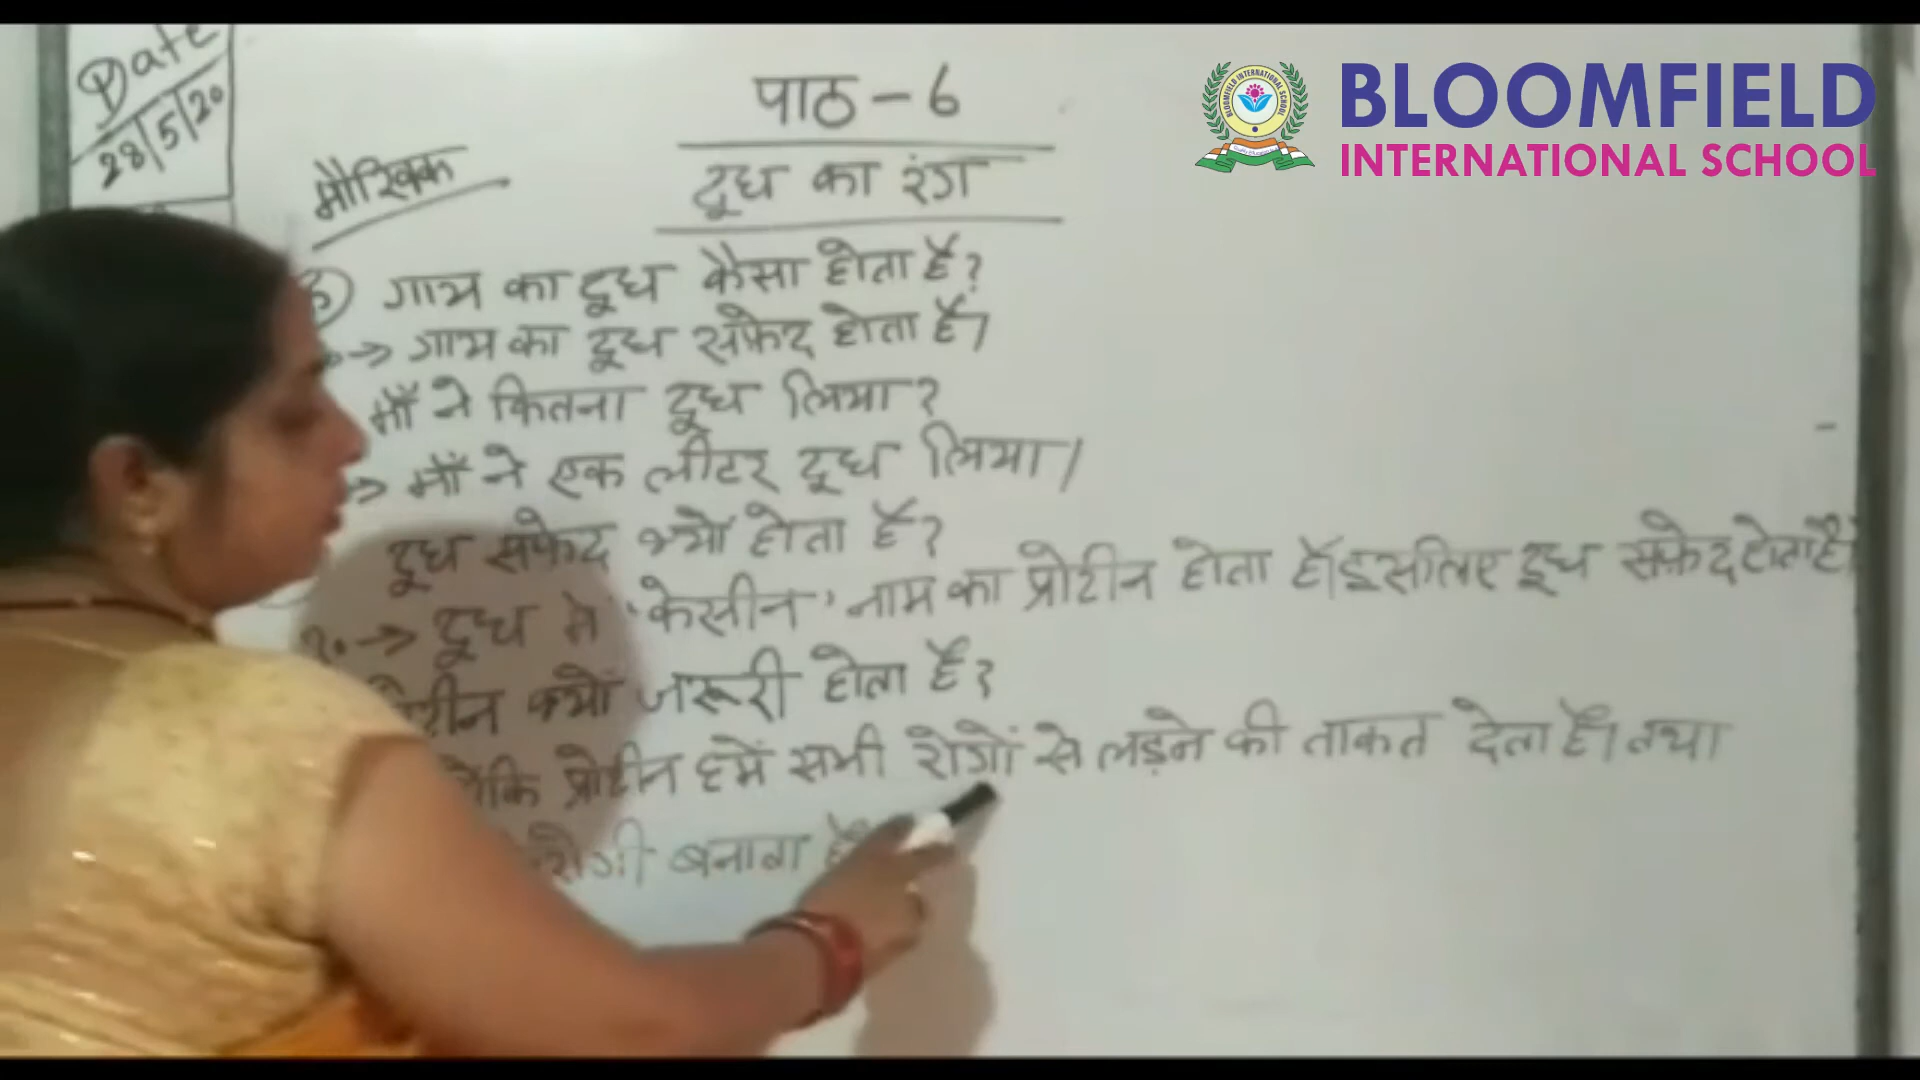 Date
28/5/20
BLOOMFIELD
INTERNATIONAL SCHOOL
पाठ - 6
मौखिक
दूध का रंग
गाय का दूध कैसा होता है?
→ गाय का दूध सफ़ेद होता है।
माँ ने कितना दूध लिया?
→ माँ ने एक लीटर दूध लिया।
दूध सफ़ेद क्यों होता है?
उ० → दूध में 'केसीन' नाम का प्रोटीन होता है। इसलिए दूध सफ़ेद होता है।
क्यों जरूरी होता है?
प्रोटीन हमें सभी रोगों से लड़ने की ताकत देता है। तथा
बनाता है